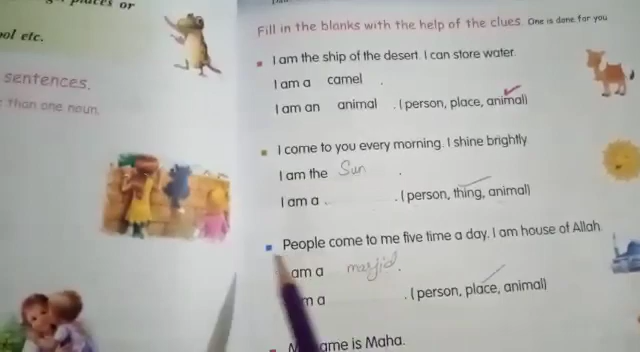 places or
ool etc.
sentences.
than one noun.
Fill in the blanks with the help of the clues. One is done for you
I am the ship of the desert. I can store water.
I am a camel .
I am an animal . (person, place, animal)
I come to you every morning. I shine brightly
I am the Sun .
I am a . (person, thing, animal)
People come to me five time a day. I am house of Allah.
am a masjid .
m a . (person, place, animal)
ame is Maha.